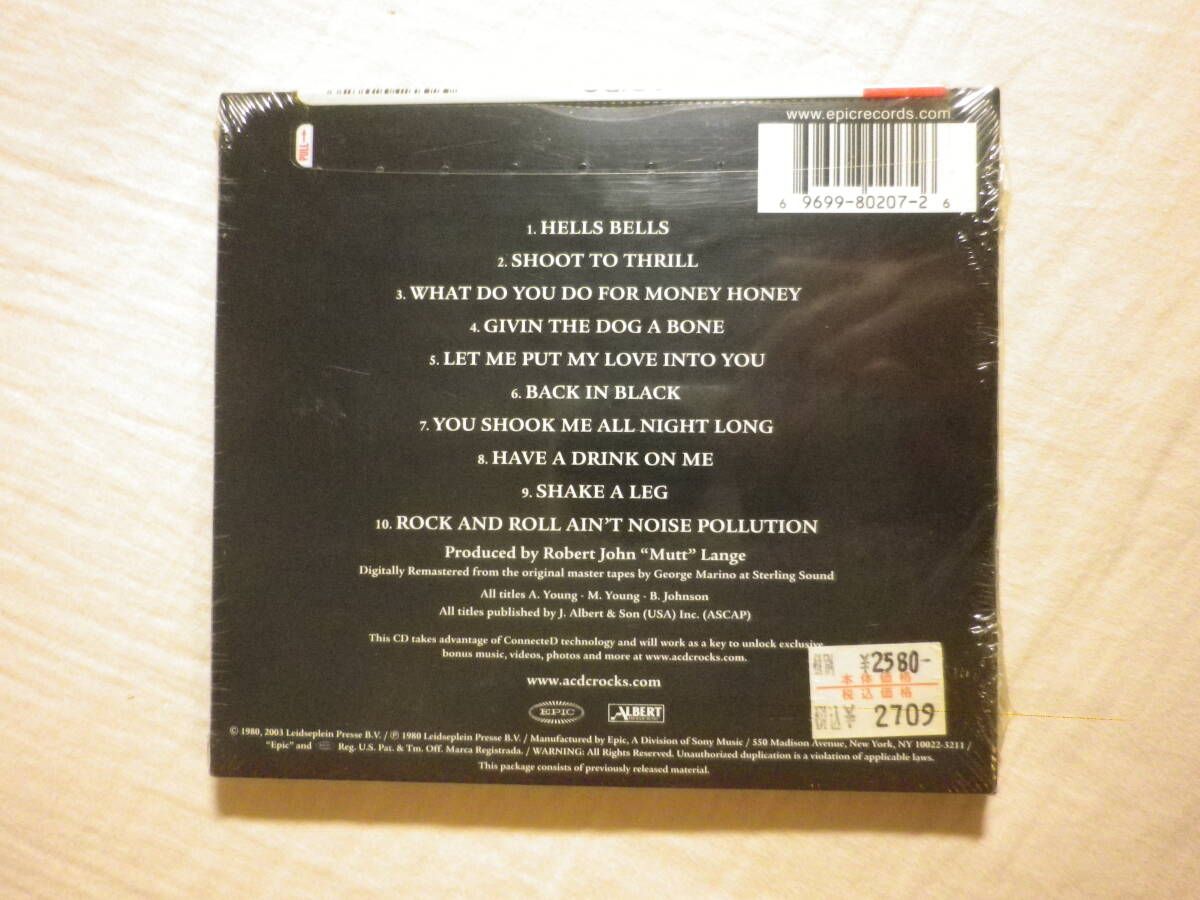 PULL→
www.epicrecords.com
6 9699-80207-2 6
1. HELLS BELLS
2. SHOOT TO THRILL
3. WHAT DO YOU DO FOR MONEY HONEY
4. GIVIN THE DOG A BONE
5. LET ME PUT MY LOVE INTO YOU
6. BACK IN BLACK
7. YOU SHOOK ME ALL NIGHT LONG
8. HAVE A DRINK ON ME
9. SHAKE A LEG
10. ROCK AND ROLL AIN'T NOISE POLLUTION
Produced by Robert John “Mutt” Lange
Digitally Remastered from the original master tapes by George Marino at Sterling Sound
All titles A. Young - M. Young - B. Johnson
All titles published by J. Albert & Son (USA) Inc. (ASCAP)
This CD takes advantage of ConnecteD technology and will work as a key to unlock exclusive
bonus music, videos, photos and more at www.acdcrocks.com.
www.acdcrocks.com
EPIC
ALBERT
税抜 ¥2580-
本体価格
税込価格
税込 ¥ 2709
© 1980, 2003 Leidseplein Presse B.V. / ℗ 1980 Leidseplein Presse B.V. / Manufactured by Epic, A Division of Sony Music / 550 Madison Avenue, New York, NY 10022-3211 /
“Epic” and Reg. U.S. Pat. & Tm. Off. Marca Registrada. / WARNING: All Rights Reserved. Unauthorized duplication is a violation of applicable laws.
This package consists of previously released material.